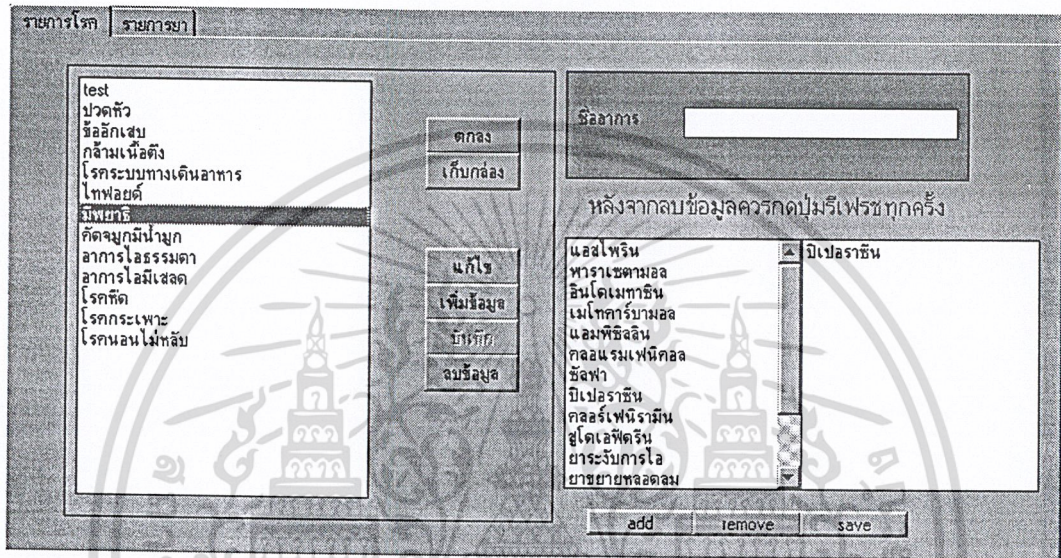 รายการโรค
รายการยา
test
ปวดหัว
ข้ออักเสบ
กล้ามเนื้อตึง
โรคระบบทางเดินอาหาร
ไทฟอยด์
มีพยาธิ
คัดจมูกมีน้ำมูก
อาการไอธรรมดา
อาการไอมีเสลด
โรคหืด
โรคกระเพาะ
โรคนอนไม่หลับ
ตกลง
เก็บกล่อง
แก้ไข
เพิ่มข้อมูล
บันทึก
ลบข้อมูล
ชื่ออาการ
หลังจากลบข้อมูลควรกดปุ่มรีเฟรชทุกครั้ง
แอสไพริน
พาราเซตามอล
อินโดเมทาซิน
เมโทคาร์บามอล
แอมพิซิลลิน
คลอแรมเฟนิคอล
ซัลฟา
ปิเปอราซีน
คลอร์เฟนิรามีน
ซูโดเอฟีดรีน
ยาระงับการไอ
ยาขยายหลอดลม
ปิเปอราซีน
add
remove
save